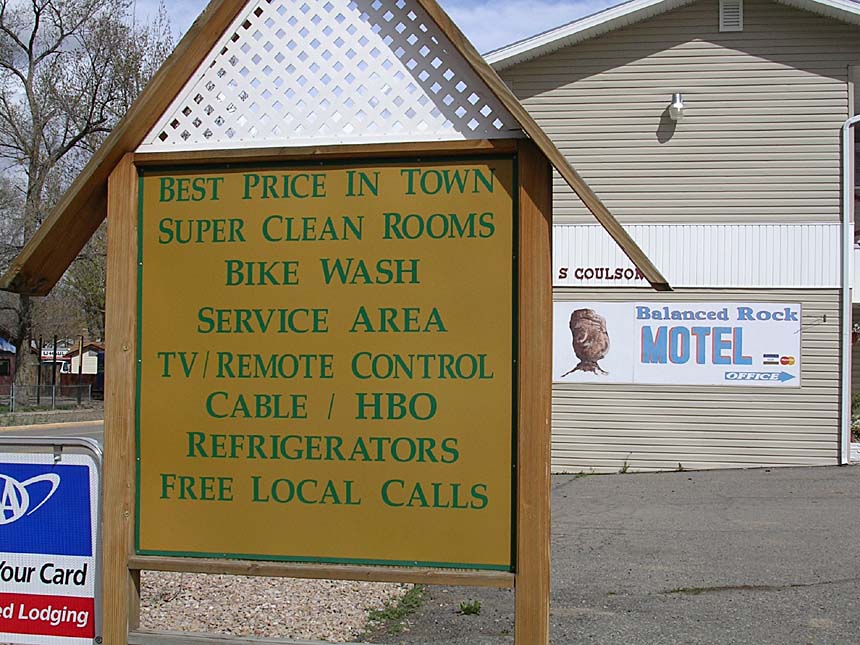 BEST PRICE IN TOWN
SUPER CLEAN ROOMS
BIKE WASH
SERVICE AREA
TV/REMOTE CONTROL
CABLE / HBO
REFRIGERATORS
FREE LOCAL CALLS
S COULSON
Balanced Rock
MOTEL
OFFICE
A
Your Card
ed Lodging